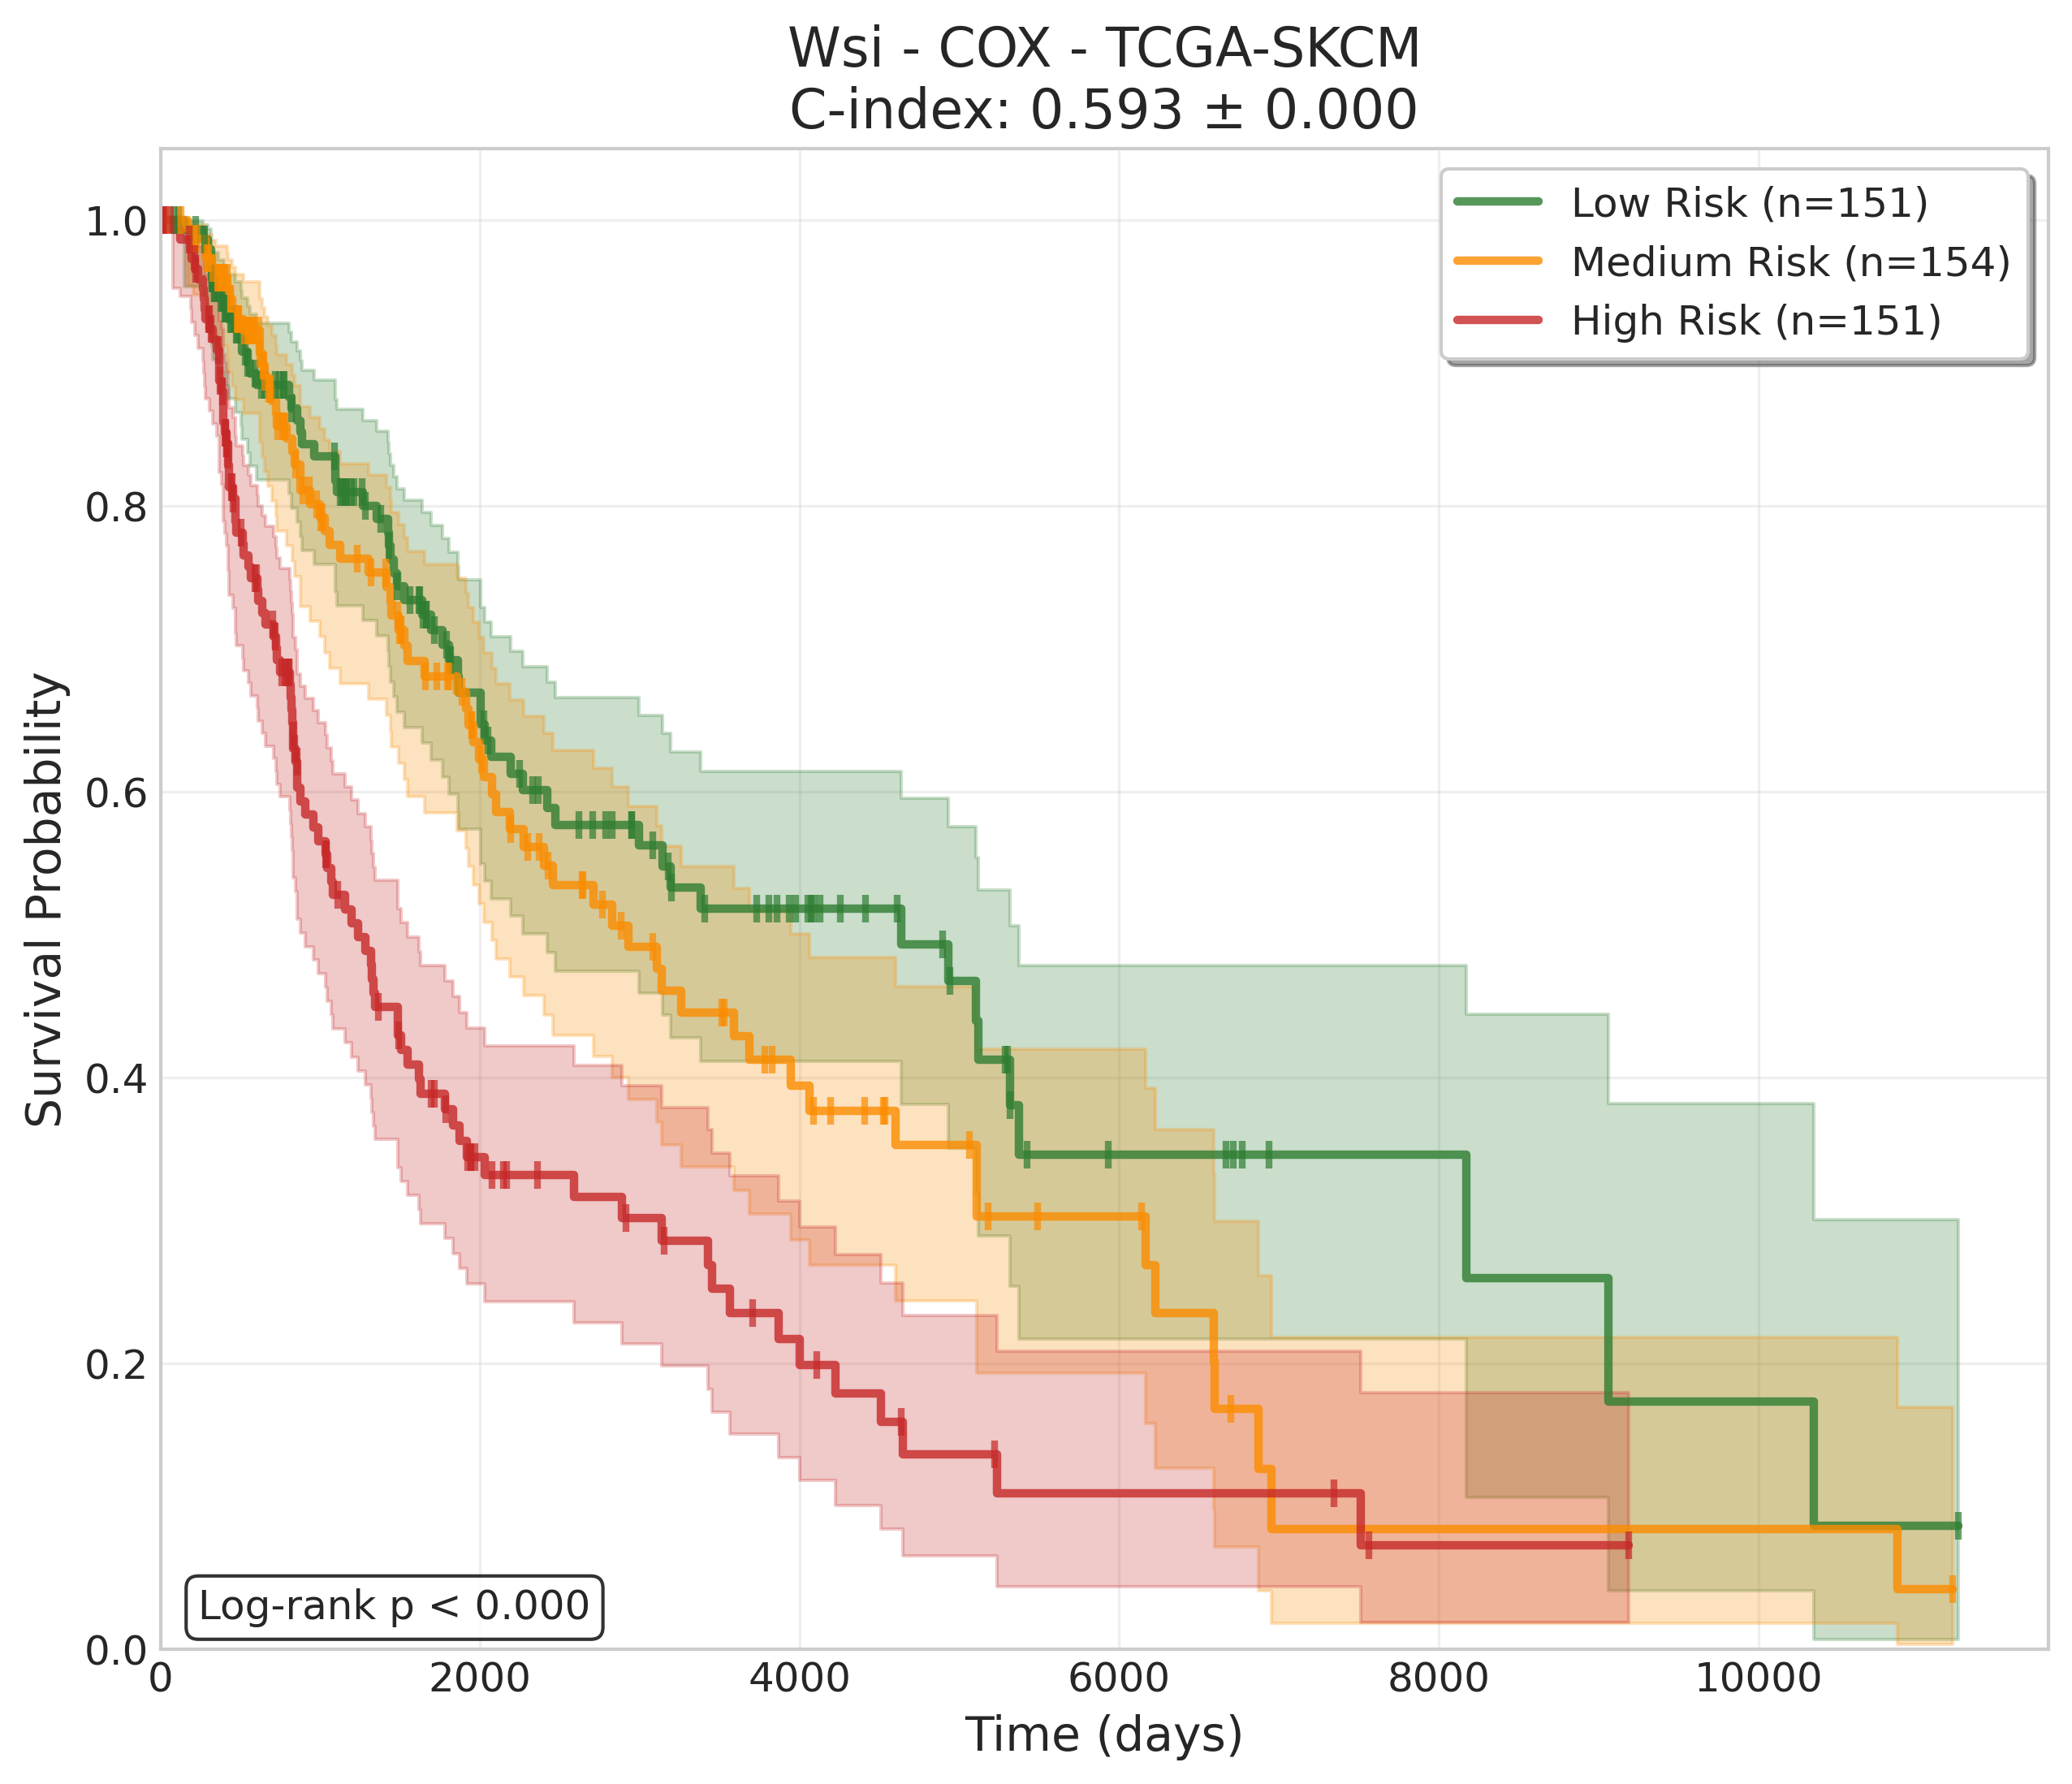 Wsi - COX - TCGA-SKCM
C-index: 0.593 ± 0.000
Low Risk (n=151)
Medium Risk (n=154)
High Risk (n=151)
Survival Probability
1.0
0.8
0.6
0.4
0.2
0.0
Log-rank p < 0.000
0 2000 4000 6000 8000 10000
Time (days)